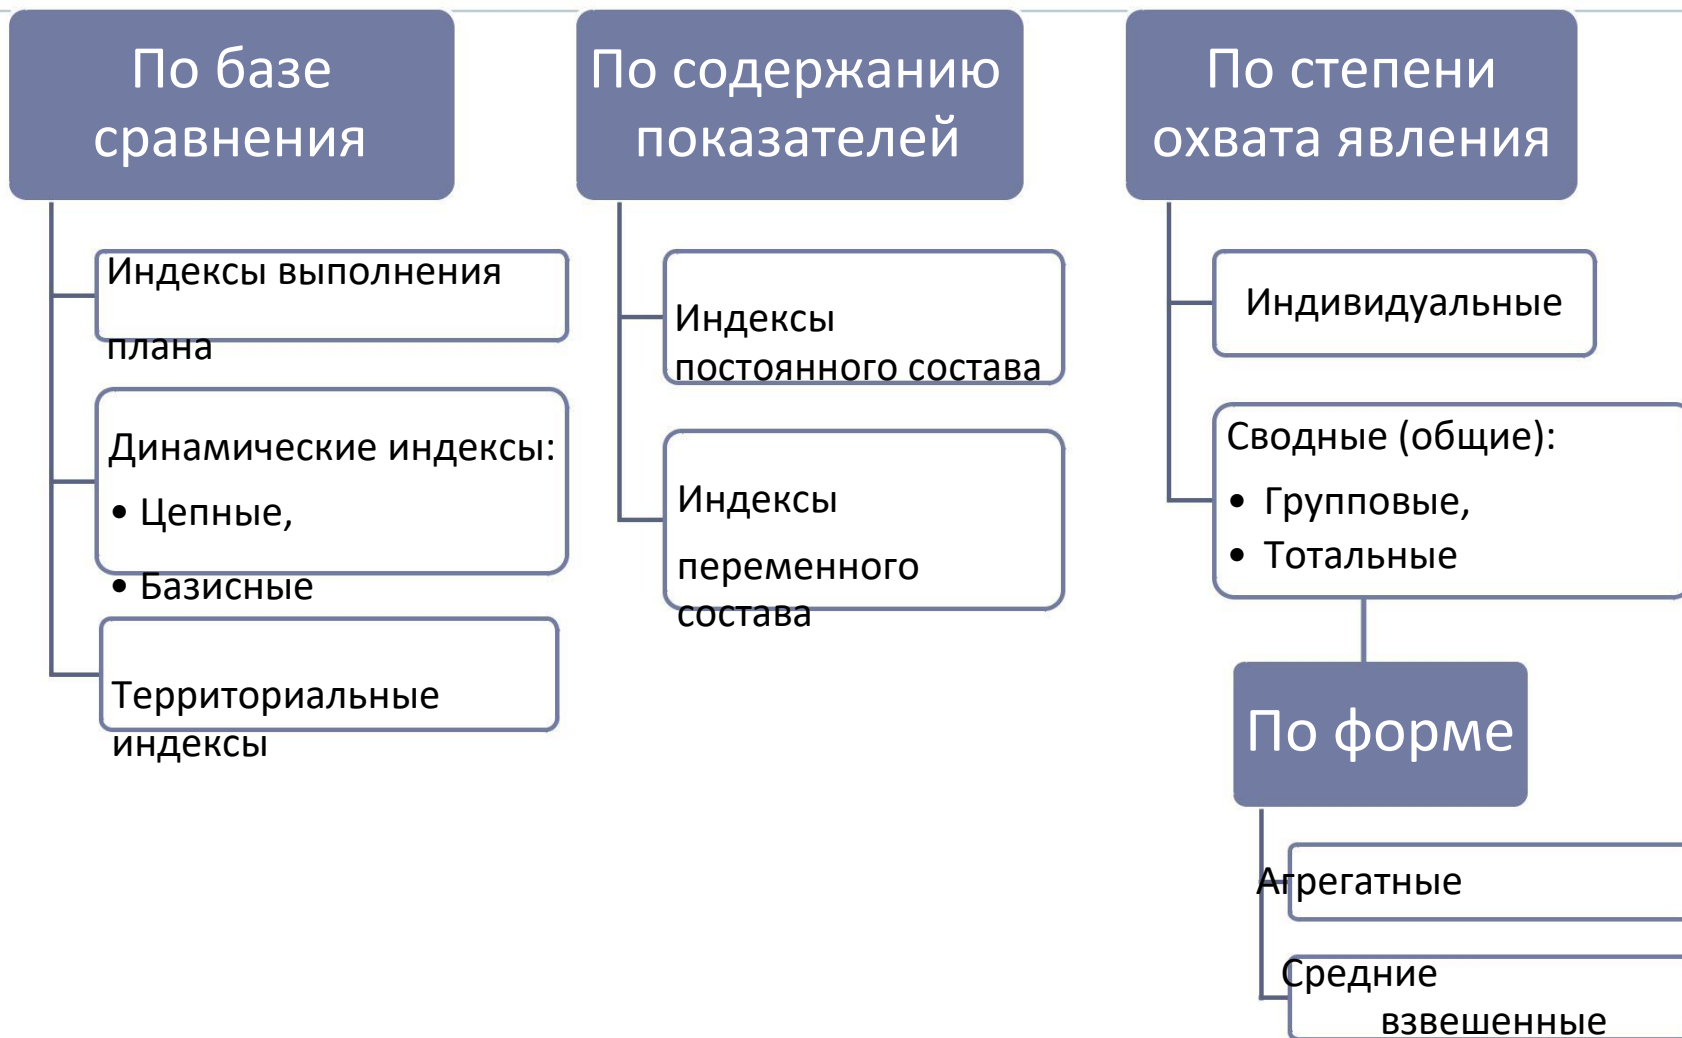 По базе
сравнения
Индексы выполнения
плана
Динамические индексы:
• Цепные,
• Базисные
Территориальные
индексы
По содержанию
показателей
Индексы
постоянного состава
Индексы
переменного
состава
По степени
охвата явления
Индивидуальные
Сводные (общие):
• Групповые,
• Тотальные
По форме
Агрегатные
Средние
взвешенные